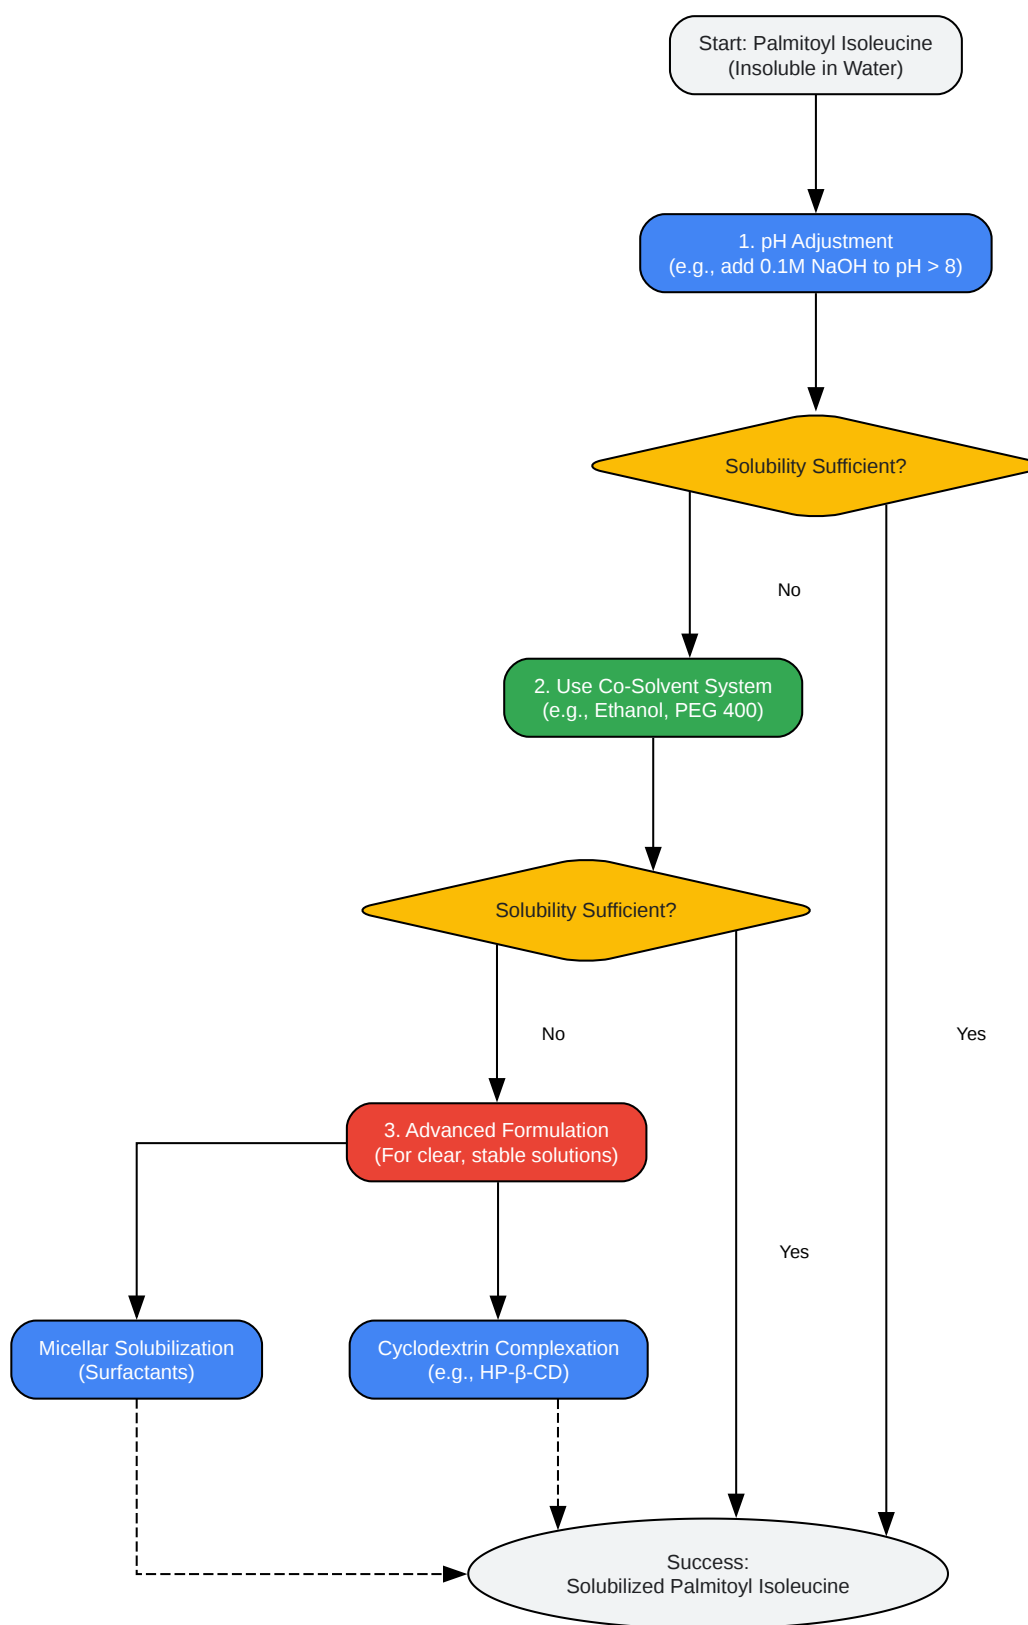 Start: Palmitoyl Isoleucine
(Insoluble in Water)
1. pH Adjustment
(e.g., add 0.1M NaOH to pH > 8)
Solubility Sufficient?
No
2. Use Co-Solvent System
(e.g., Ethanol, PEG 400)
Solubility Sufficient?
No
Yes
3. Advanced Formulation
(For clear, stable solutions)
Yes
Micellar Solubilization
(Surfactants)
Cyclodextrin Complexation
(e.g., HP-β-CD)
Success:
Solubilized Palmitoyl Isoleucine